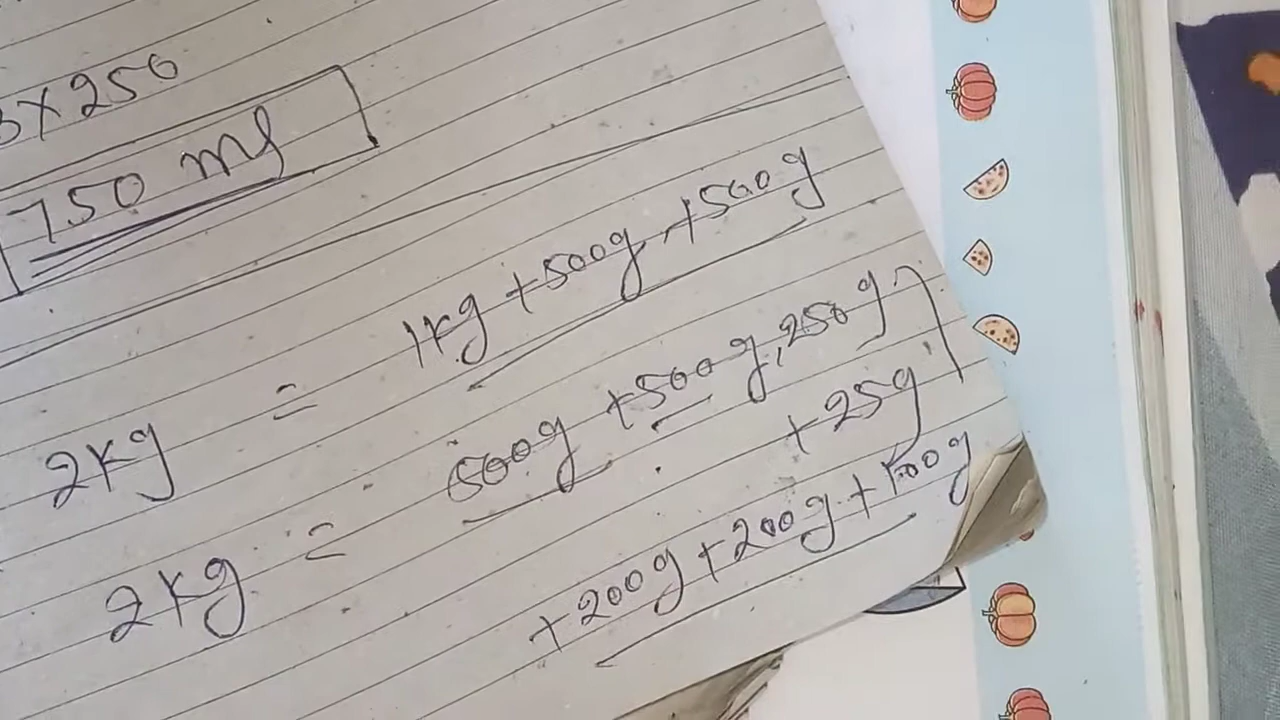 3 X 250
750 ml
2kg = 1kg + 500g + 500g
2kg = 500g + 500g, 250g
+ 25g
+ 200g + 200g + 100g